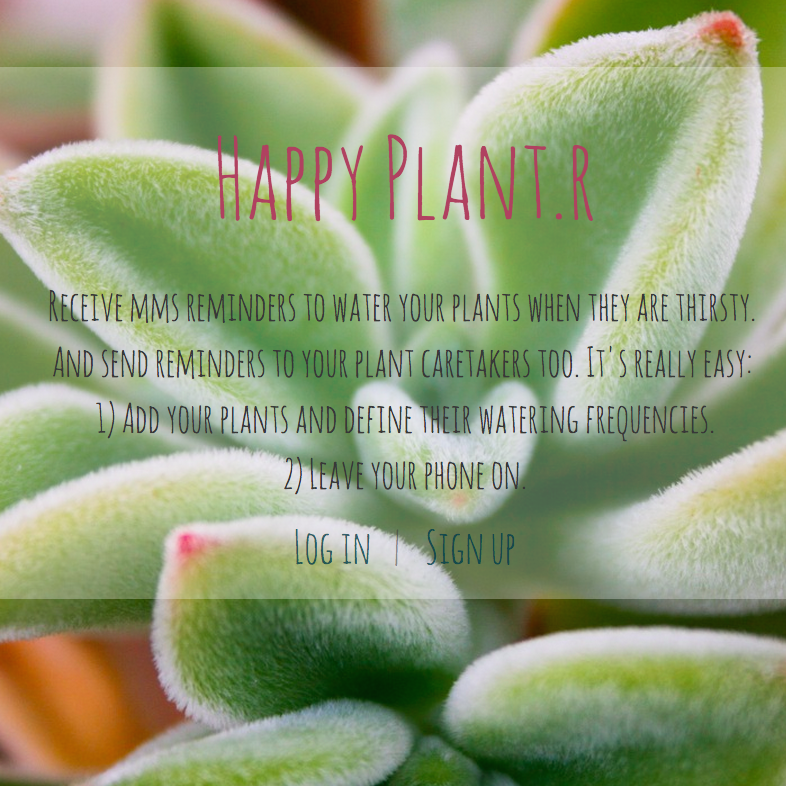 Happy Plant.r
Receive mms reminders to water your plants when they are thirsty.
And send reminders to your plant caretakers too. It's really easy:
1) Add your plants and define their watering frequencies.
2) Leave your phone on.
Log in | Sign up